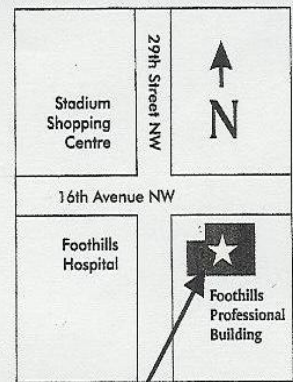 29th Street NW
N
Stadium
Shopping
Centre
16th Avenue NW
Foothills
Hospital
Foothills
Professional
Building